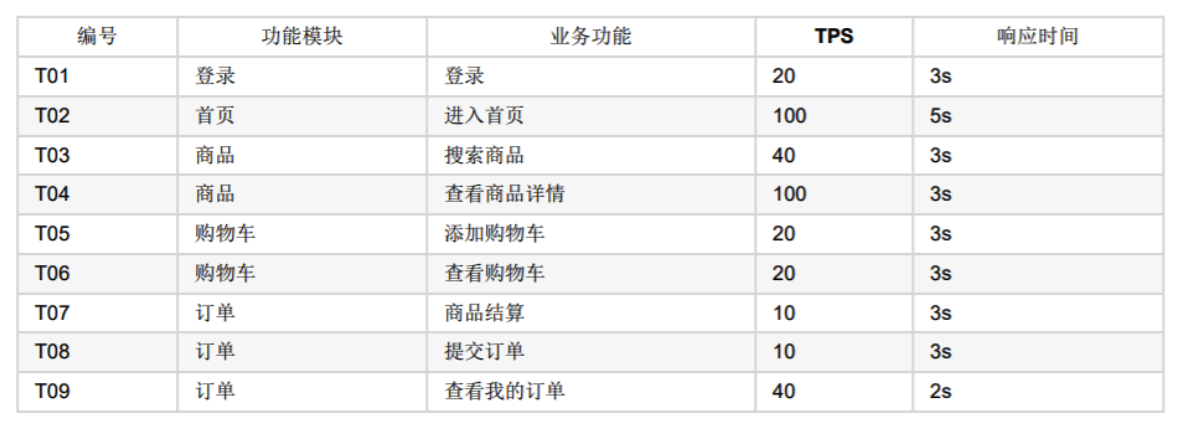 编号 功能模块 业务功能 TPS 响应时间
T01 登录 登录 20 3s
T02 首页 进入首页 100 5s
T03 商品 搜索商品 40 3s
T04 商品 查看商品详情 100 3s
T05 购物车 添加购物车 20 3s
T06 购物车 查看购物车 20 3s
T07 订单 商品结算 10 3s
T08 订单 提交订单 10 3s
T09 订单 查看我的订单 40 2s